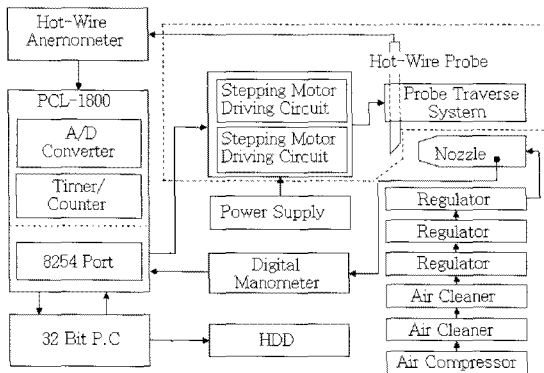 Hot-Wire
Anemometer
Hot-Wire Probe
PCL-1800
A/D
Converter
Timer/
Counter
8254 Port
32 Bit P.C
Stepping Motor
Driving Circuit
Stepping Motor
Driving Circuit
Power Supply
Digital
Manometer
HDD
Probe Traverse
System
Nozzle
Regulator
Regulator
Regulator
Air Cleaner
Air Cleaner
Air Compressor